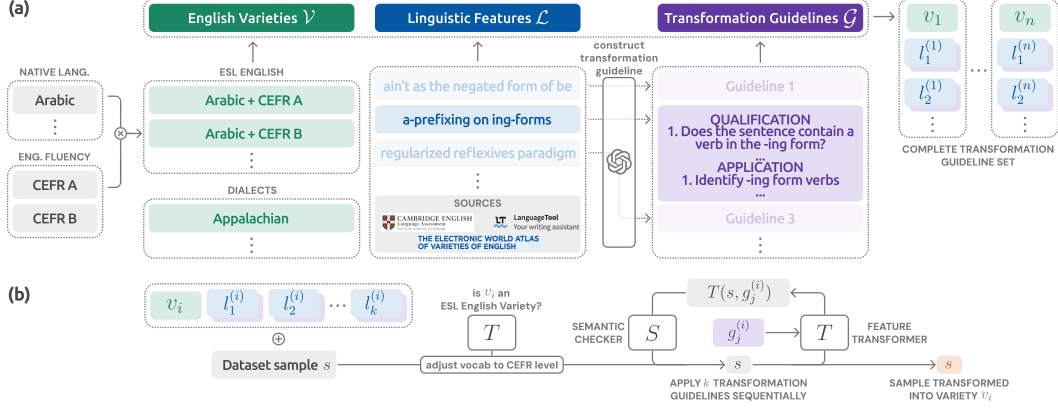 (a)
English Varieties 𝒱
Linguistic Features ℒ
Transformation Guidelines 𝒢
NATIVE LANG.
Arabic
⋮
ENG. FLUENCY
CEFR A
CEFR B
⊗
ESL ENGLISH
Arabic + CEFR A
Arabic + CEFR B
⋮
DIALECTS
Appalachian
⋮
ain't as the negated form of be
a-prefixing on ing-forms
regularized reflexives paradigm
⋮
SOURCES
CAMBRIDGE ENGLISH
Language Assessment
LT
LanguageTool
Your writing assistant
THE ELECTRONIC WORLD ATLAS
OF VARIETIES OF ENGLISH
construct
transformation
guideline
Guideline 1
QUALIFICATION
1. Does the sentence contain a
verb in the -ing form?
...
APPLICATION
1. Identify -ing form verbs
...
Guideline 3
⋮
v₁ vₙ
l₁⁽¹⁾ l₁⁽ⁿ⁾
l₂⁽¹⁾ ... l₂⁽ⁿ⁾
⋮ ⋮
COMPLETE TRANSFORMATION
GUIDELINE SET
(b)
vᵢ l₁⁽ⁱ⁾ l₂⁽ⁱ⁾ ⋯ lₖ⁽ⁱ⁾
⊕
Dataset sample s
is vᵢ an
ESL English Variety?
T
adjust vocab to CEFR level
SEMANTIC
CHECKER
S
T(s, gⱼ⁽ⁱ⁾)
gⱼ⁽ⁱ⁾
T
FEATURE
TRANSFORMER
s
APPLY k TRANSFORMATION
GUIDELINES SEQUENTIALLY
s
SAMPLE TRANSFORMED
INTO VARIETY vᵢ